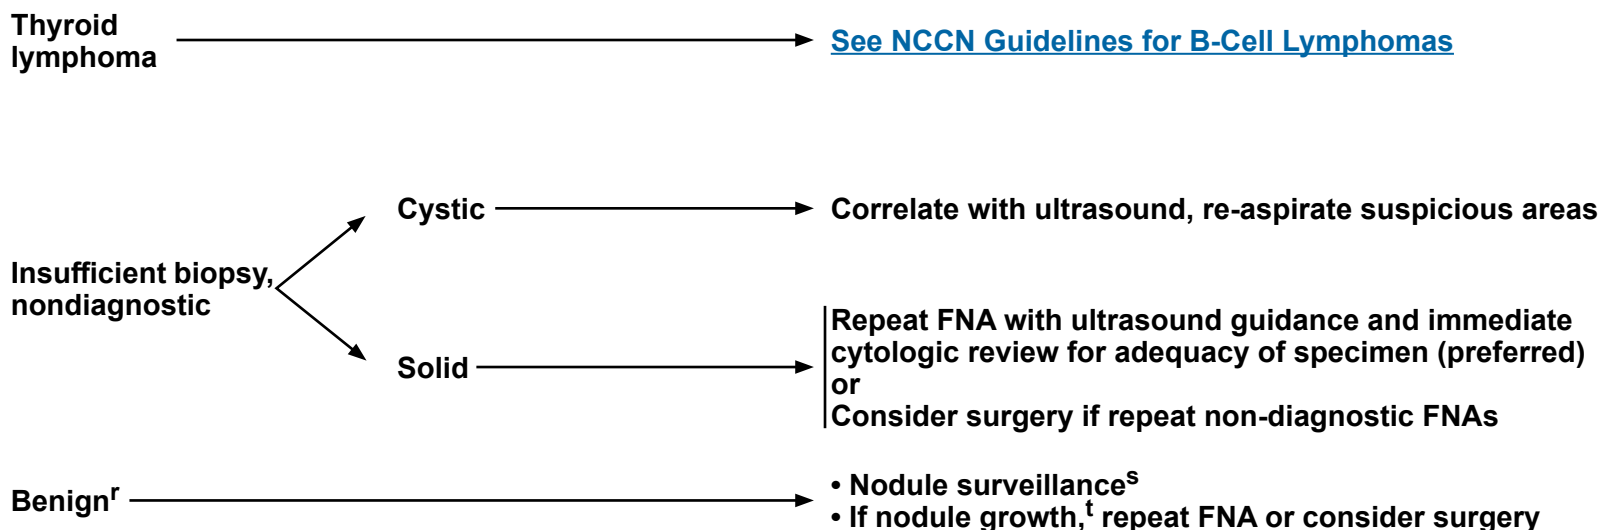 Thyroid
lymphoma
See NCCN Guidelines for B-Cell Lymphomas
Cystic
Correlate with ultrasound, re-aspirate suspicious areas
Insufficient biopsy,
nondiagnostic
Solid
Repeat FNA with ultrasound guidance and immediate
cytologic review for adequacy of specimen (preferred)
or
Consider surgery if repeat non-diagnostic FNAs
Benignʳ
• Nodule surveillanceˢ
• If nodule growth,ᵗ repeat FNA or consider surgery